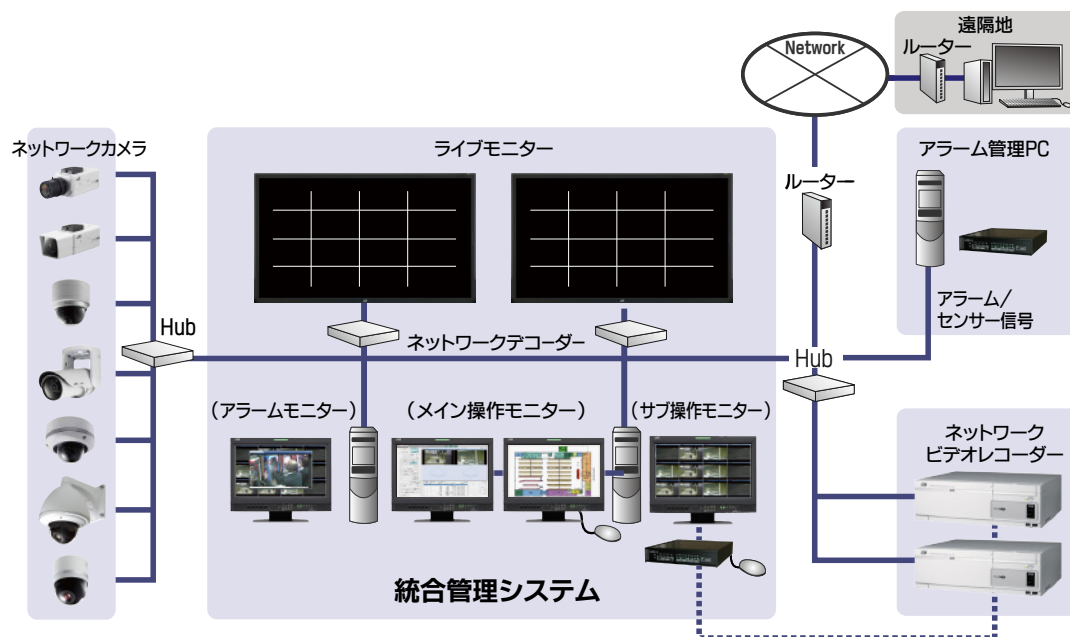 遠隔地
Network
ルーター
ネットワークカメラ
ライブモニター
アラーム管理PC
ルーター
アラーム/
センサー信号
Hub
ネットワークデコーダー
Hub
(アラームモニター)
(メイン操作モニター)
(サブ操作モニター)
ネットワーク
ビデオレコーダー
統合管理システム